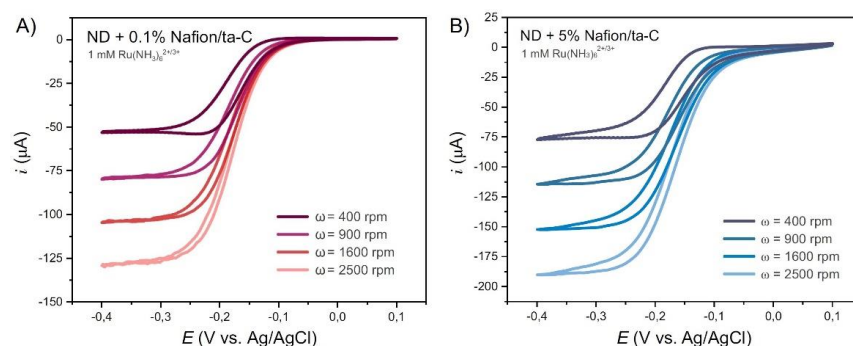 A)
ND + 0.1% Nafion/ta-C
1 mM Ru(NH₃)₆²⁺/³⁺
0
-25
-50
-75
-100
-125
-150
i (μA)
ω = 400 rpm
ω = 900 rpm
ω = 1600 rpm
ω = 2500 rpm
-0,4
-0,3
-0,2
-0,1
0,0
0,1
E (V vs. Ag/AgCl)
B)
ND + 5% Nafion/ta-C
1 mM Ru(NH₃)₆²⁺/³⁺
25
0
-25
-50
-75
-100
-125
-150
-175
-200
i (μA)
ω = 400 rpm
ω = 900 rpm
ω = 1600 rpm
ω = 2500 rpm
-0,4
-0,3
-0,2
-0,1
0,0
0,1
E (V vs. Ag/AgCl)